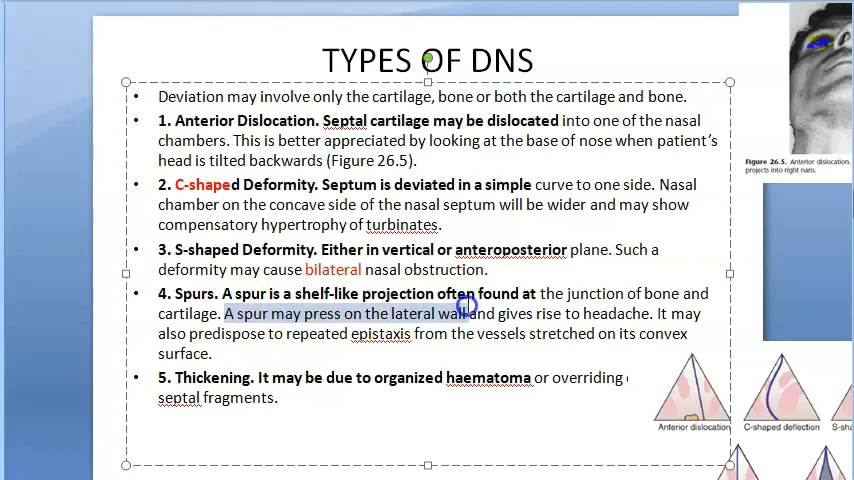 TYPES OF DNS
• Deviation may involve only the cartilage, bone or both the cartilage and bone.
• 1. Anterior Dislocation. Septal cartilage may be dislocated into one of the nasal
chambers. This is better appreciated by looking at the base of nose when patient's
head is tilted backwards (Figure 26.5).
• 2. C-shaped Deformity. Septum is deviated in a simple curve to one side. Nasal
chamber on the concave side of the nasal septum will be wider and may show
compensatory hypertrophy of turbinates.
• 3. S-shaped Deformity. Either in vertical or anteroposterior plane. Such a
deformity may cause bilateral nasal obstruction.
• 4. Spurs. A spur is a shelf-like projection often found at the junction of bone and
cartilage. A spur may press on the lateral wall and gives rise to headache. It may
also predispose to repeated epistaxis from the vessels stretched on its convex
surface.
• 5. Thickening. It may be due to organized haematoma or overriding
septal fragments.
Figure 26.5. Anterior dislocation.
projects into right naris.
Anterior dislocation
C-shaped deflection
S-sha